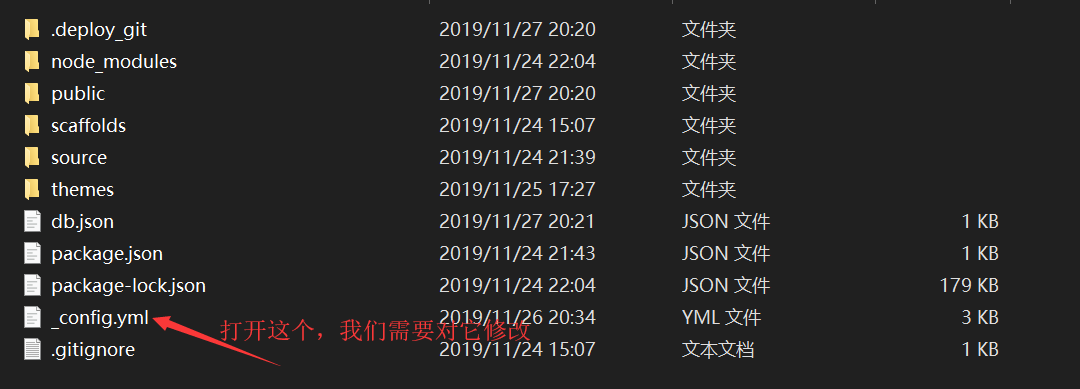 .deploy_git 2019/11/27 20:20 文件夹
node_modules 2019/11/24 22:04 文件夹
public 2019/11/27 20:20 文件夹
scaffolds 2019/11/24 15:07 文件夹
source 2019/11/24 21:39 文件夹
themes 2019/11/25 17:27 文件夹
db.json 2019/11/27 20:21 JSON 文件 1 KB
package.json 2019/11/24 21:43 JSON 文件 1 KB
package-lock.json 2019/11/24 22:04 JSON 文件 179 KB
_config.yml 2019/11/26 20:34 YML 文件 3 KB
打开这个，我们需要对它修改
.gitignore 2019/11/24 15:07 文本文档 1 KB